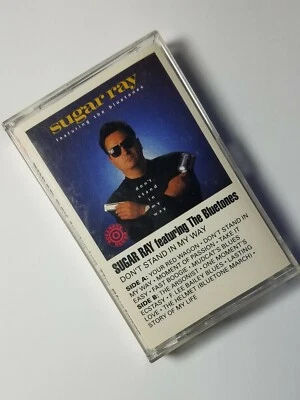 sugar ray
featuring the bluetones
don't
stand
in
my
way
SUGAR RAY featuring The Bluetones
DON'T STAND IN MY WAY
SIDE A: YOUR RED WAGON • DON'T STAND IN
MY WAY • MOMENT OF PASSION • TAKE IT
EASY • FAST BOOGIE • MUDCAT'S BLUES
SIDE B: THE ARSONIST • ONE MOMENT'S
ECSTASY • F. LEE BAILEY BLUES • LASTING
LOVE • THE HELMET (BLUETONE MARCH) •
STORY OF MY LIFE